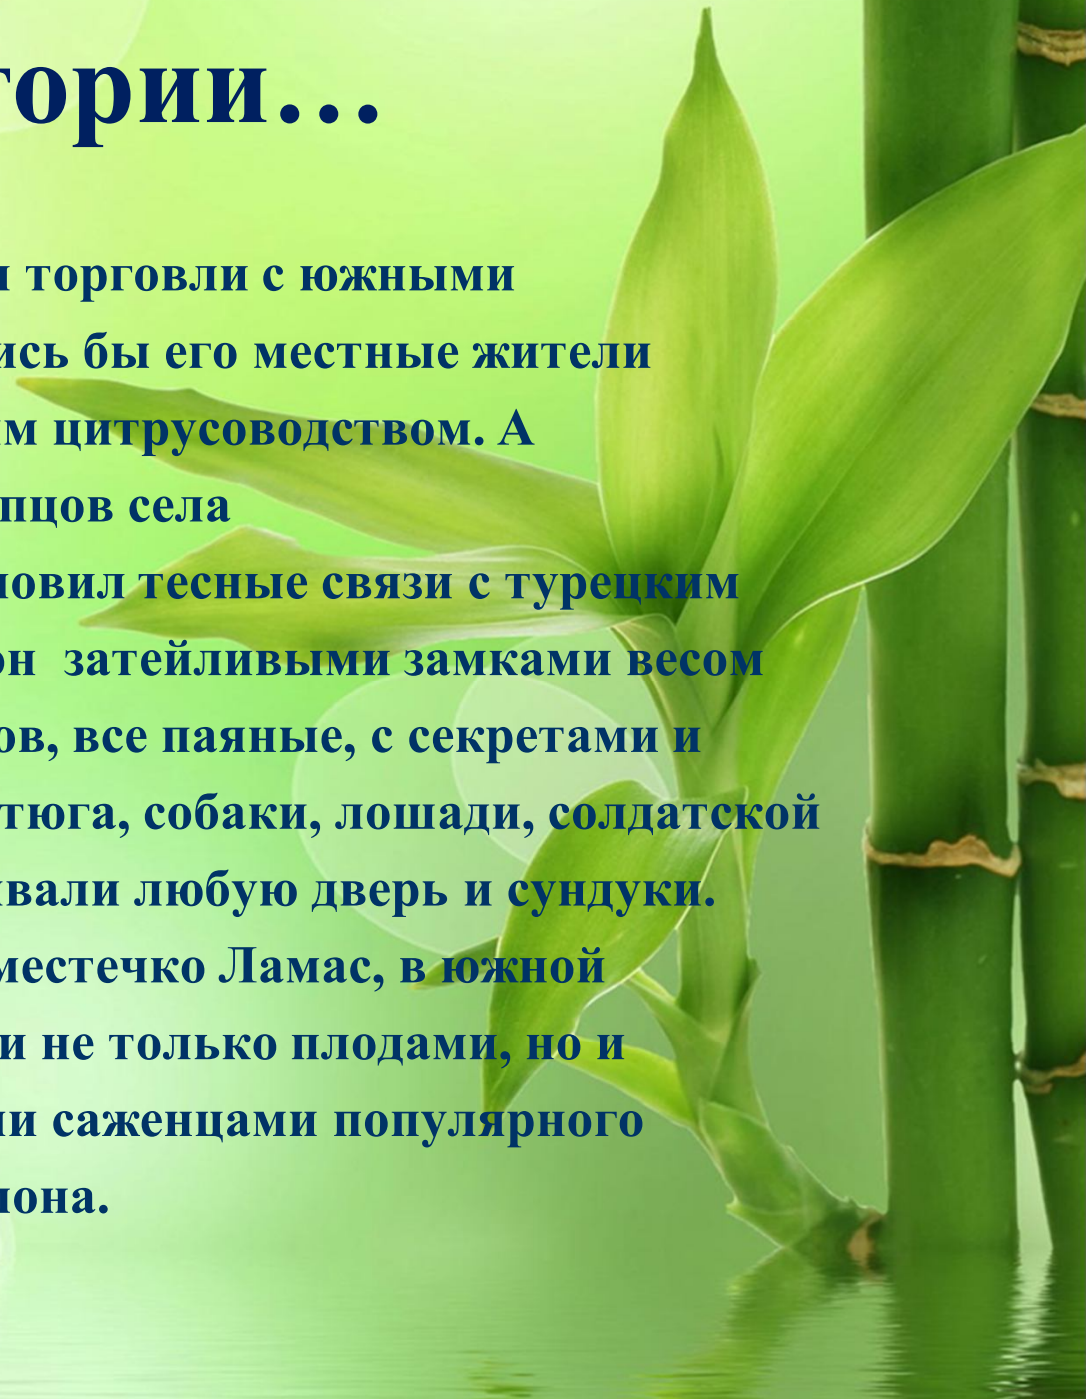 тории…
и торговли с южными
ись бы его местные жители
им цитрусоводством. А
пцов села
новил тесные связи с турецким
он затейливыми замками весом
ов, все паяные, с секретами и
тюга, собаки, лошади, солдатской
ивали любую дверь и сундуки.
местечко Ламас, в южной
и не только плодами, но и
ми саженцами популярного
мона.